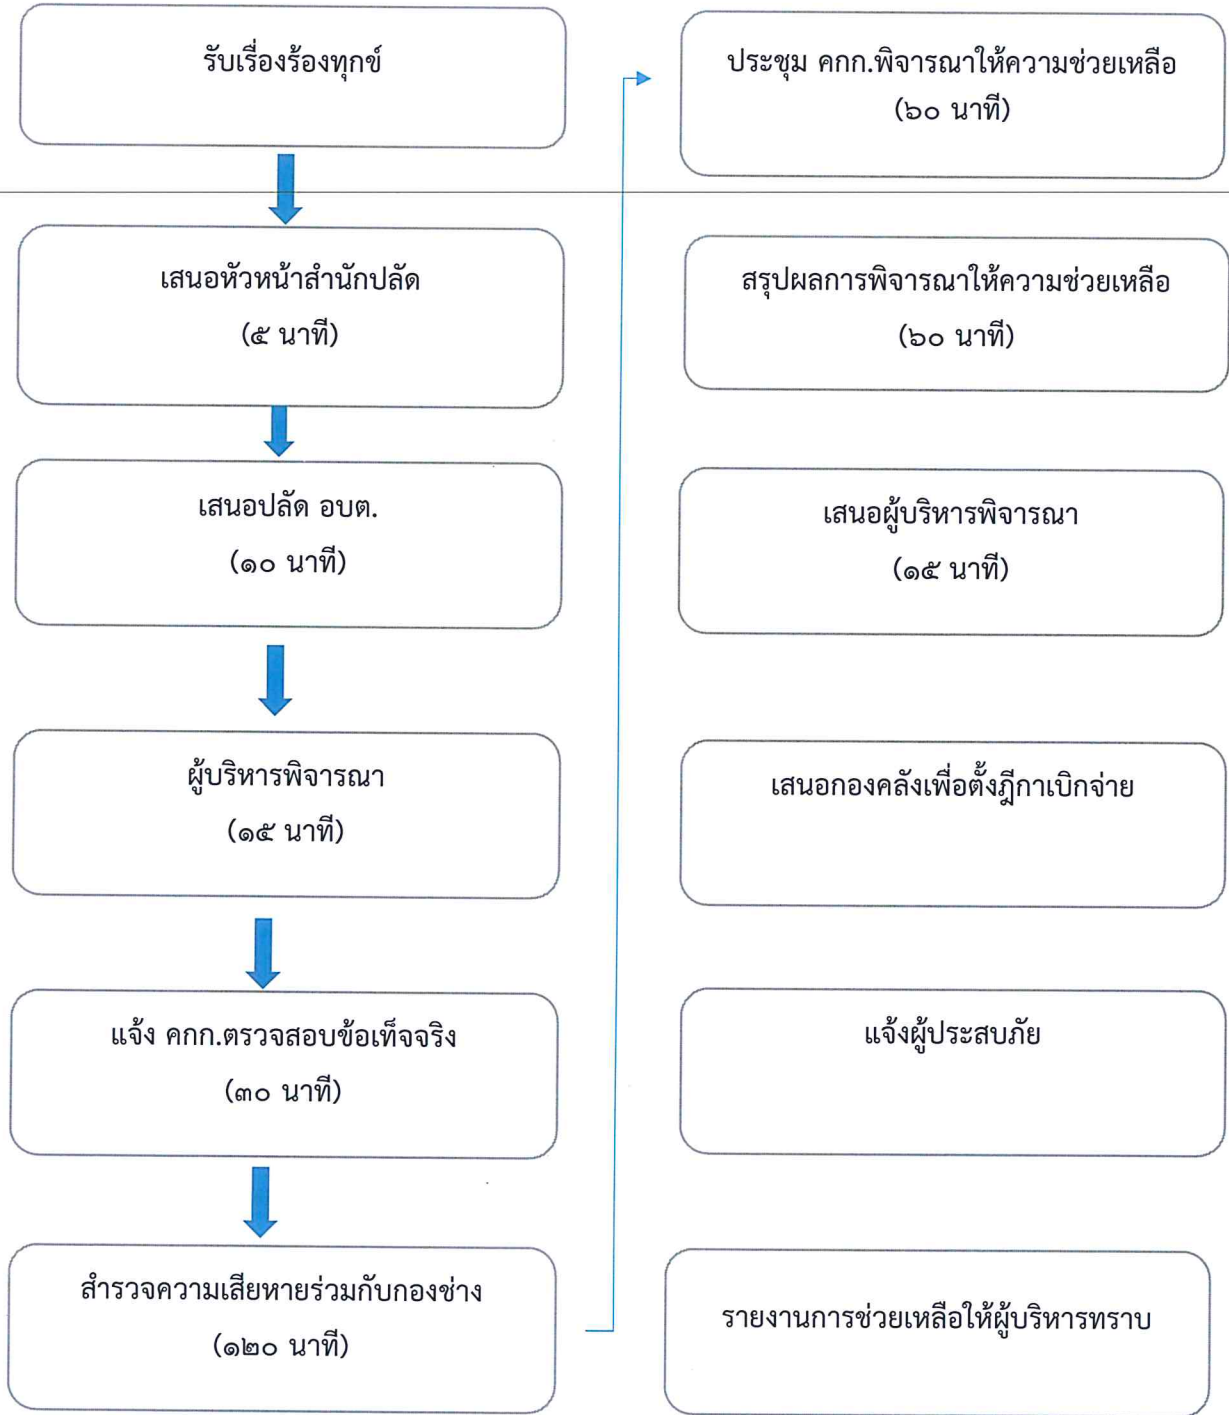 รับเรื่องร้องทุกข์
เสนอหัวหน้าสำนักปลัด
(๕ นาที)
เสนอปลัด อบต.
(๑๐ นาที)
ผู้บริหารพิจารณา
(๑๕ นาที)
แจ้ง คกก.ตรวจสอบข้อเท็จจริง
(๓๐ นาที)
สำรวจความเสียหายร่วมกับกองช่าง
(๑๒๐ นาที)
ประชุม คกก.พิจารณาให้ความช่วยเหลือ
(๖๐ นาที)
สรุปผลการพิจารณาให้ความช่วยเหลือ
(๖๐ นาที)
เสนอผู้บริหารพิจารณา
(๑๕ นาที)
เสนอกองคลังเพื่อตั้งฎีกาเบิกจ่าย
แจ้งผู้ประสบภัย
รายงานการช่วยเหลือให้ผู้บริหารทราบ